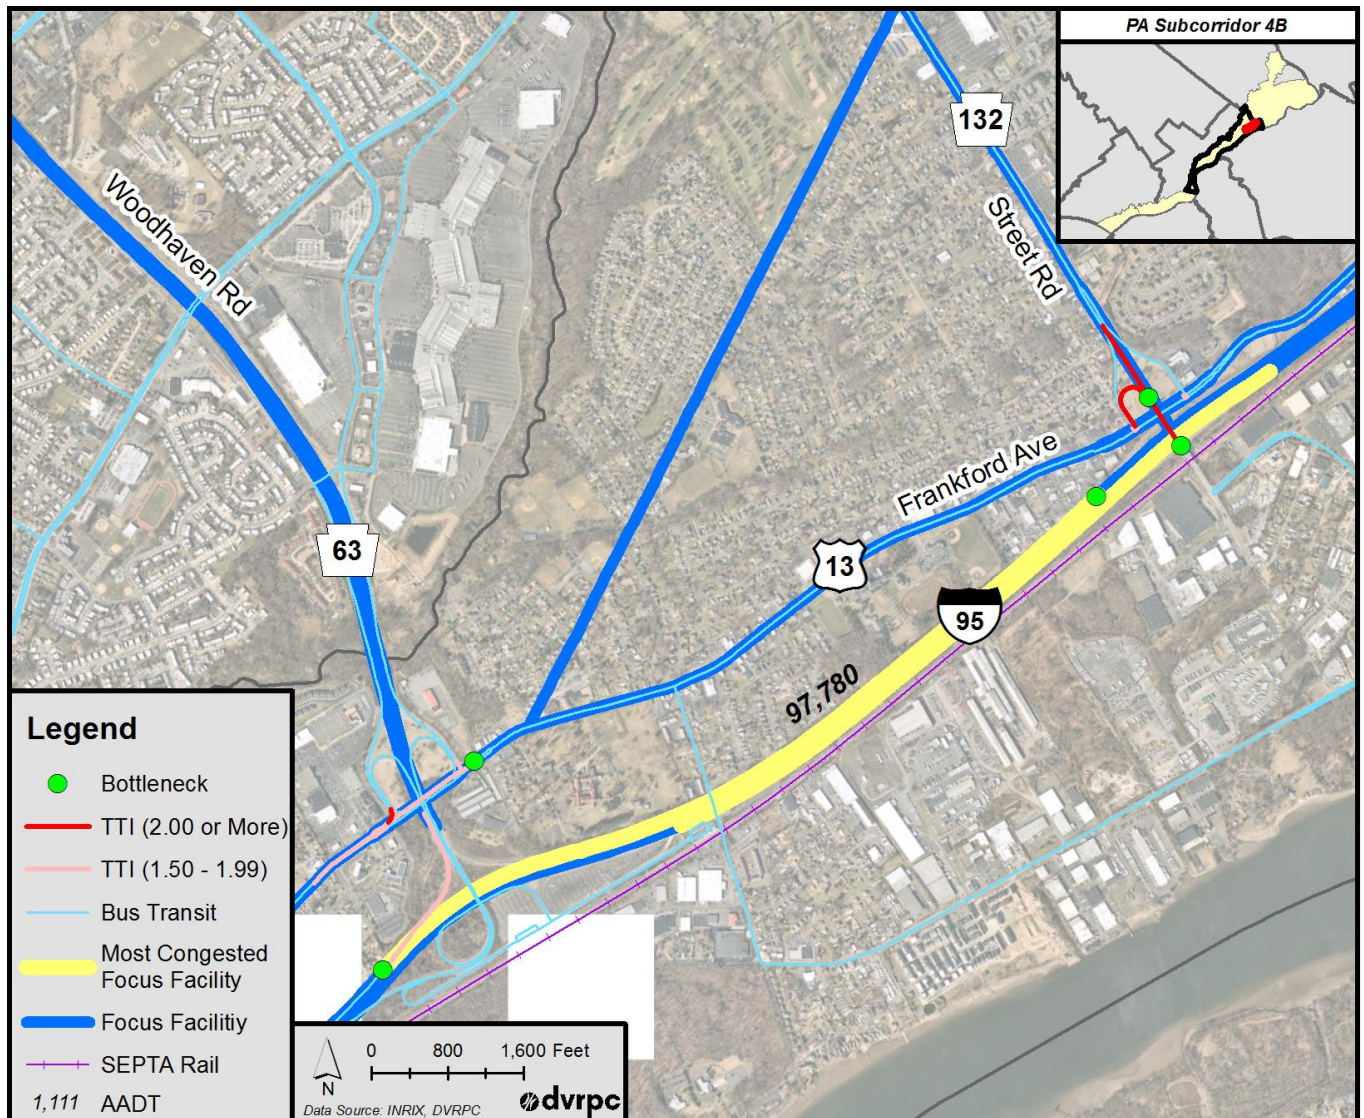 PA Subcorridor 4B
132
Woodhaven Rd
Street Rd
Frankford Ave
63
13
95
97,780
Legend
Bottleneck
TTI (2.00 or More)
TTI (1.50 - 1.99)
Bus Transit
Most Congested
Focus Facility
Focus Facilitiy
SEPTA Rail
1,111 AADT
0 800 1,600 Feet
N
Data Source: INRIX, DVRPC
dvrpc